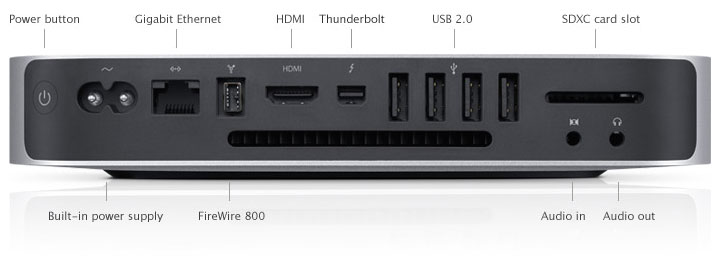 Power button
Gigabit Ethernet
HDMI
Thunderbolt
USB 2.0
SDXC card slot
HDMI
Built-in power supply
FireWire 800
Audio in
Audio out